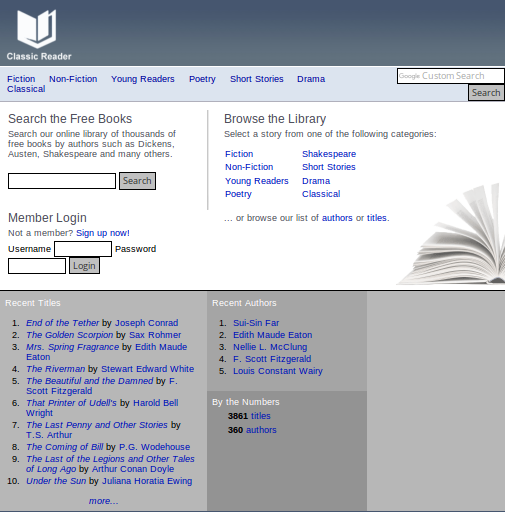 Classic Reader
Fiction Non-Fiction Young Readers Poetry Short Stories Drama
Classical
Google Custom Search
Search
Search the Free Books
Search our online library of thousands of
free books by authors such as Dickens,
Austen, Shakespeare and many others.
Search
Member Login
Not a member? Sign up now!
Username Password
Login
Browse the Library
Select a story from one of the following categories:
Fiction Shakespeare
Non-Fiction Short Stories
Young Readers Drama
Poetry Classical
... or browse our list of authors or titles.
Recent Titles
1. End of the Tether by Joseph Conrad
2. The Golden Scorpion by Sax Rohmer
3. Mrs. Spring Fragrance by Edith Maude
Eaton
4. The Riverman by Stewart Edward White
5. The Beautiful and the Damned by F.
Scott Fitzgerald
6. That Printer of Udell's by Harold Bell
Wright
7. The Last Penny and Other Stories by
T.S. Arthur
8. The Coming of Bill by P.G. Wodehouse
9. The Last of the Legions and Other Tales
of Long Ago by Arthur Conan Doyle
10. Under the Sun by Juliana Horatia Ewing
more...
Recent Authors
1. Sui-Sin Far
2. Edith Maude Eaton
3. Nellie L. McClung
4. F. Scott Fitzgerald
5. Louis Constant Wairy
By the Numbers
3861 titles
360 authors